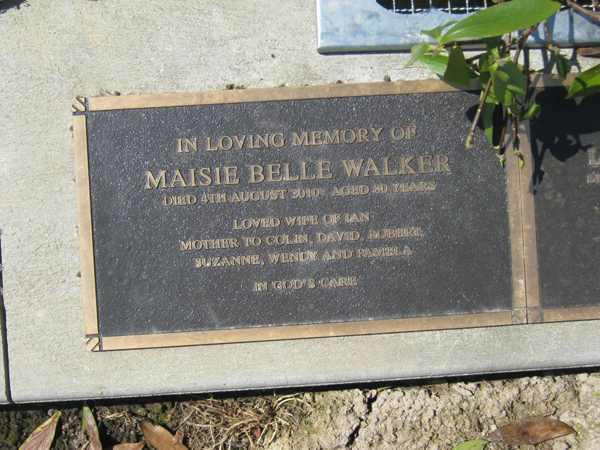 IN LOVING MEMORY OF
MAISIE BELLE WALKER
DIED 4TH AUGUST 2010 AGED 80 YEARS
LOVED WIFE OF IAN
MOTHER TO COLIN, DAVID, ROBERT,
SUZANNE, WENDY AND PAMELA
IN GOD'S CARE